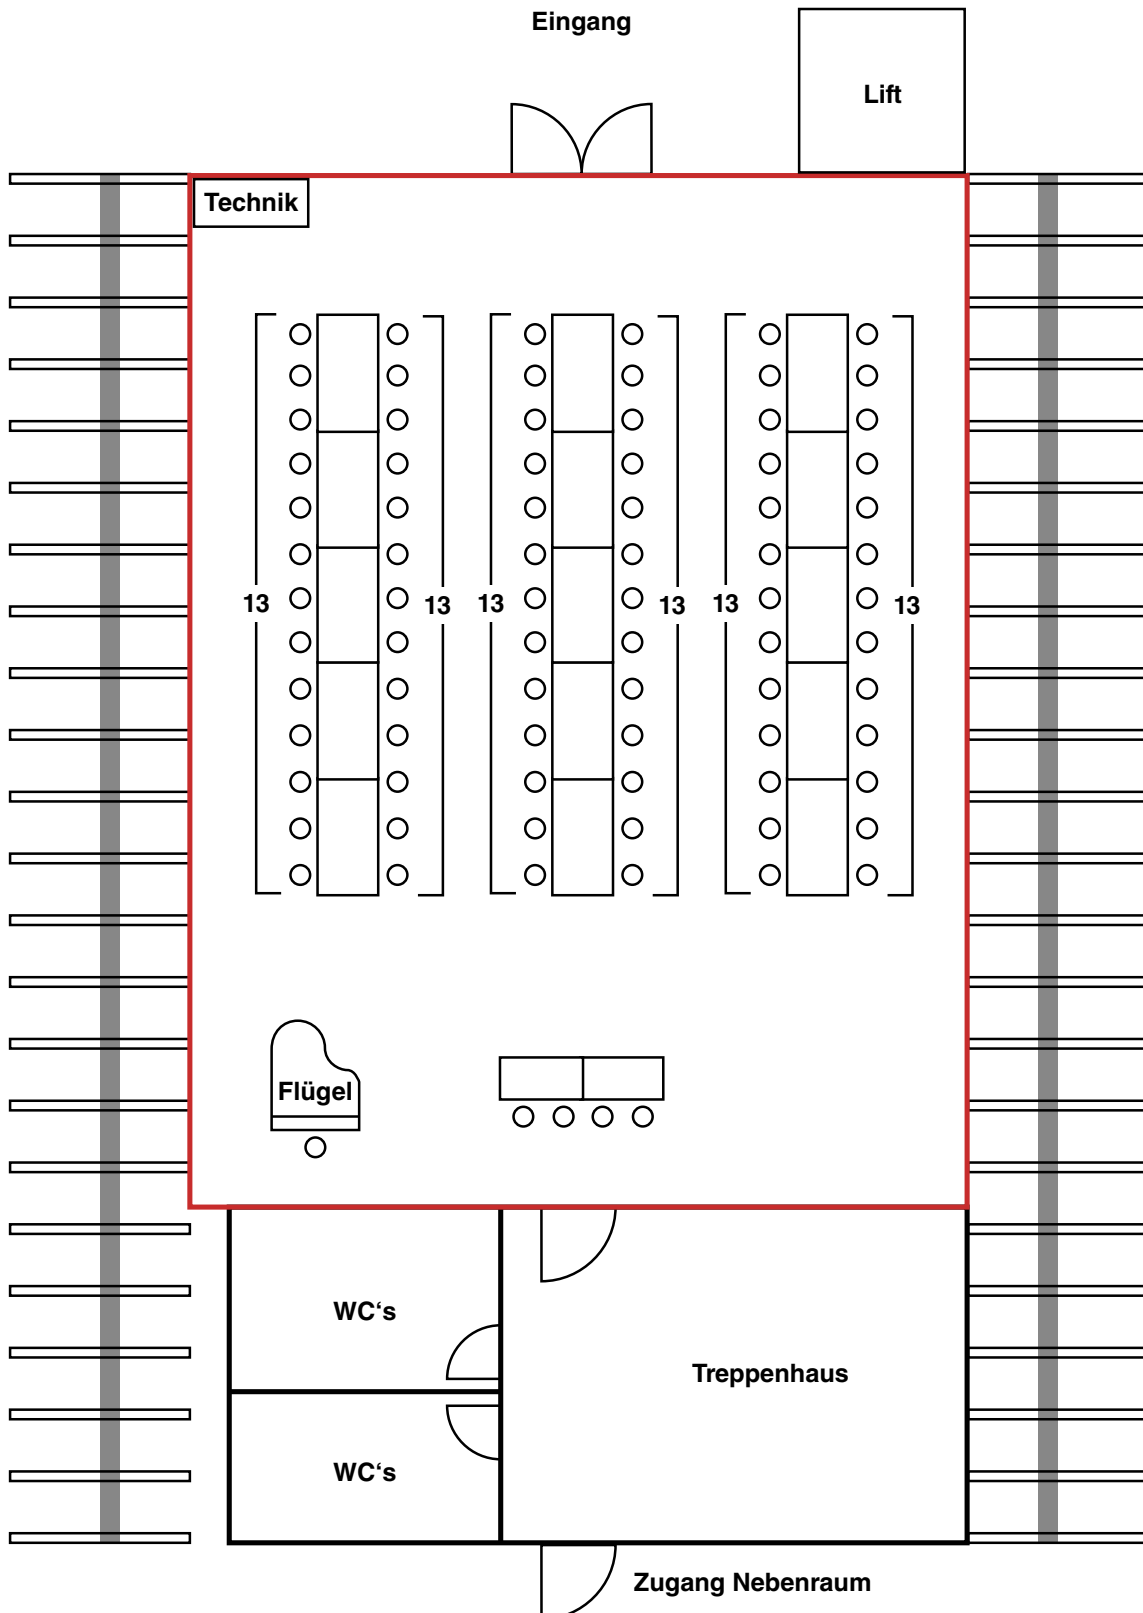 Eingang
Lift
Technik
13
13
13
13
13
13
Flügel
WC‘s
Treppenhaus
WC‘s
Zugang Nebenraum